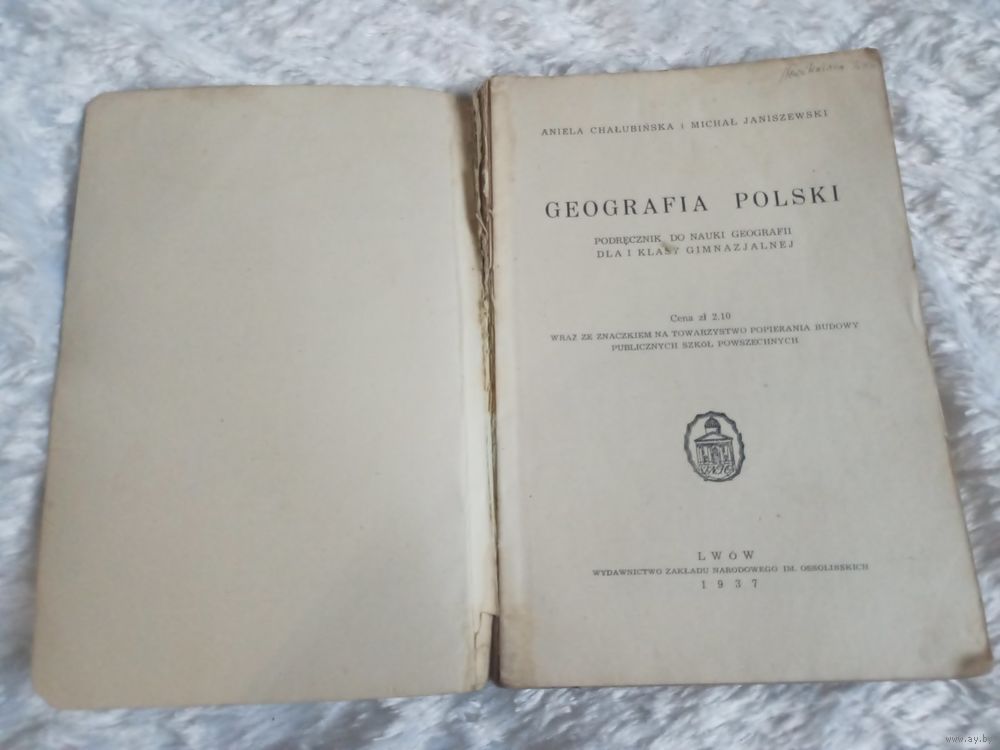 ANIELA CHAŁUBIŃSKA I MICHAŁ JANISZEWSKI
GEOGRAFIA POLSKI
PODRĘCZNIK DO NAUKI GEOGRAFII
DLA I KLASY GIMNAZJALNEJ
Cena zł 2.10
WRAZ ZE ZNACZKIEM NA TOWARZYSTWO POPIERANIA BUDOWY
PUBLICZNYCH SZKÓŁ POWSZECHNYCH
LWÓW
WYDAWNICTWO ZAKŁADU NARODOWEGO IM. OSSOLIŃSKICH
1937
www.ay.by